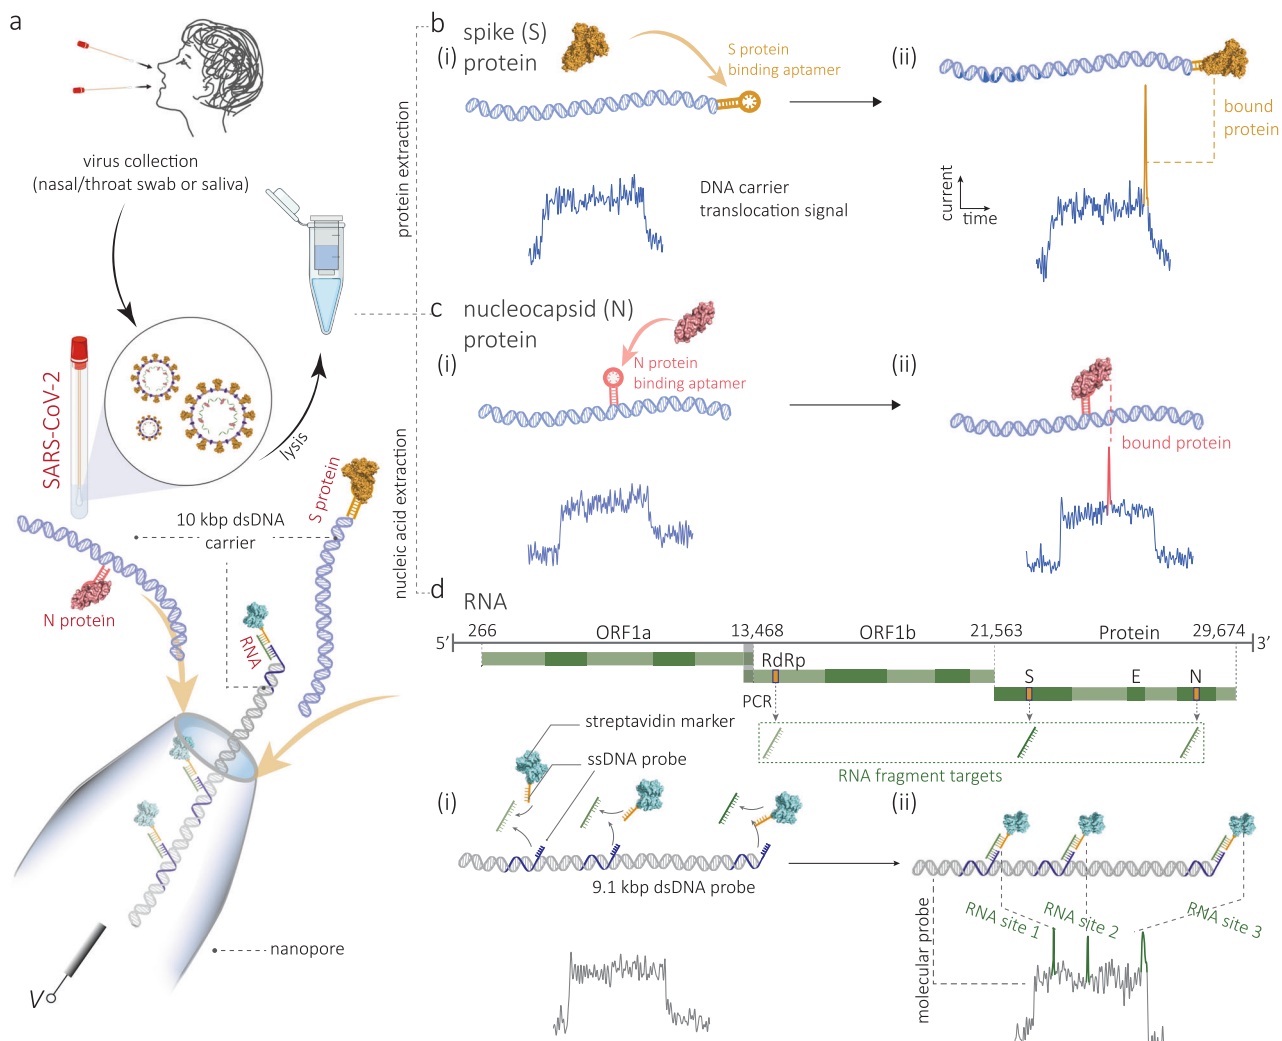 a
virus collection
(nasal/throat swab or saliva)
SARS-CoV-2
lysis
10 kbp dsDNA
carrier
S protein
N protein
RNA
nanopore
V
protein extraction
nucleic acid extraction
b
spike (S)
protein
(i)
S protein
binding aptamer
DNA carrier
translocation signal
(ii)
bound
protein
current
time
c
nucleocapsid (N)
protein
(i)
N protein
binding aptamer
(ii)
bound protein
d
RNA
5′
266
ORF1a
13,468
ORF1b
21,563
Protein
29,674
3′
RdRp
S
E
N
PCR
RNA fragment targets
streptavidin marker
ssDNA probe
(i)
9.1 kbp dsDNA probe
(ii)
RNA site 1
RNA site 2
RNA site 3
molecular probe